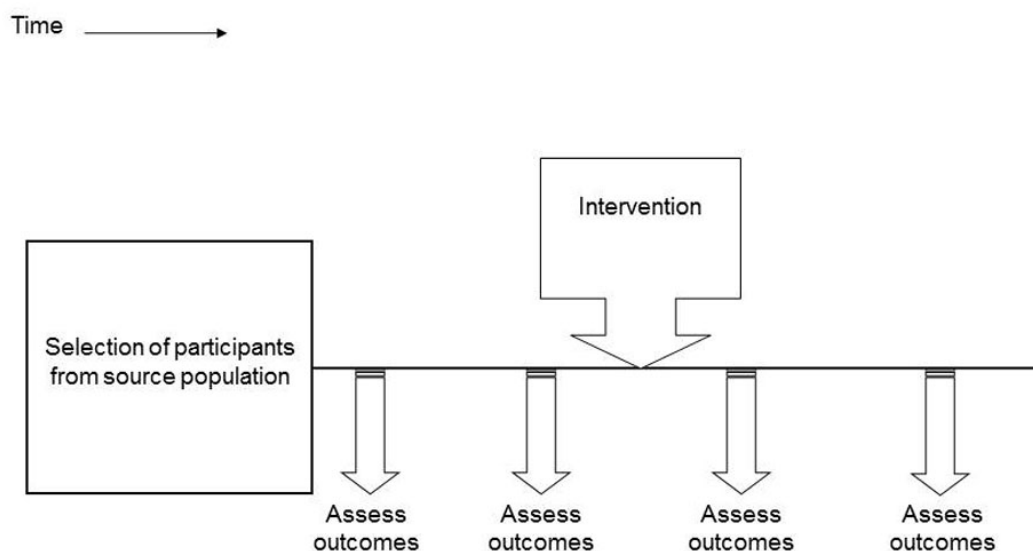 Time
Intervention
Selection of participants
from source population
Assess
outcomes
Assess
outcomes
Assess
outcomes
Assess
outcomes